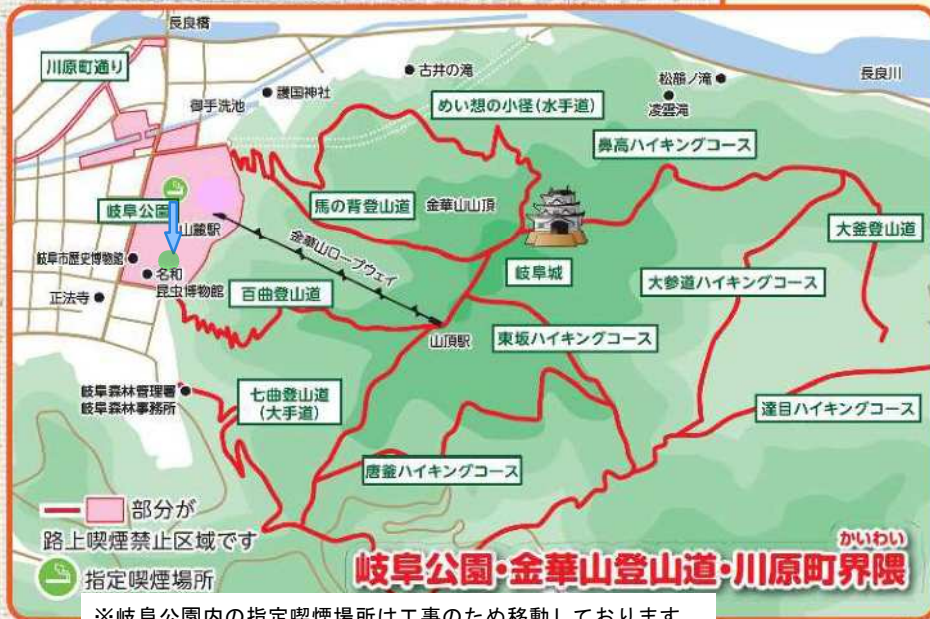 長良橋
川原町通り
古井の滝
松籟ノ滝
長良川
護国神社
御手洗池
めい想の小径(水手道)
凌雲滝
鼻高ハイキングコース
馬の背登山道
金華山山頂
岐阜公園
山麓駅
大釜登山道
金華山ロープウェイ
岐阜市歴史博物館
岐阜城
大参道ハイキングコース
名和
昆虫博物館
百曲登山道
正法寺
山頂駅
東坂ハイキングコース
岐阜森林管理署
岐阜森林事務所
七曲登山道
(大手道)
達目ハイキングコース
唐釜ハイキングコース
部分が
路上喫煙禁止区域です
指定喫煙場所
かいわい
岐阜公園・金華山登山道・川原町界隈
※岐阜公園内の指定喫煙場所は工事のため移動しております